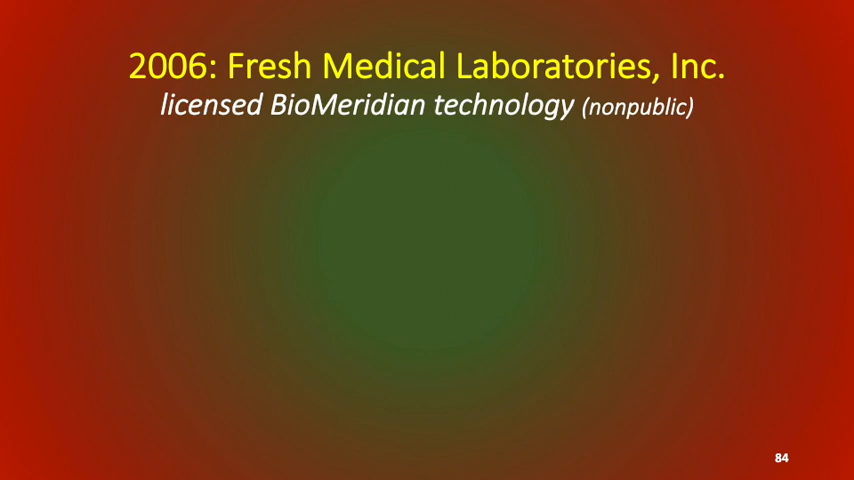 2006: Fresh Medical Laboratories, Inc.
licensed BioMeridian technology (nonpublic)
84